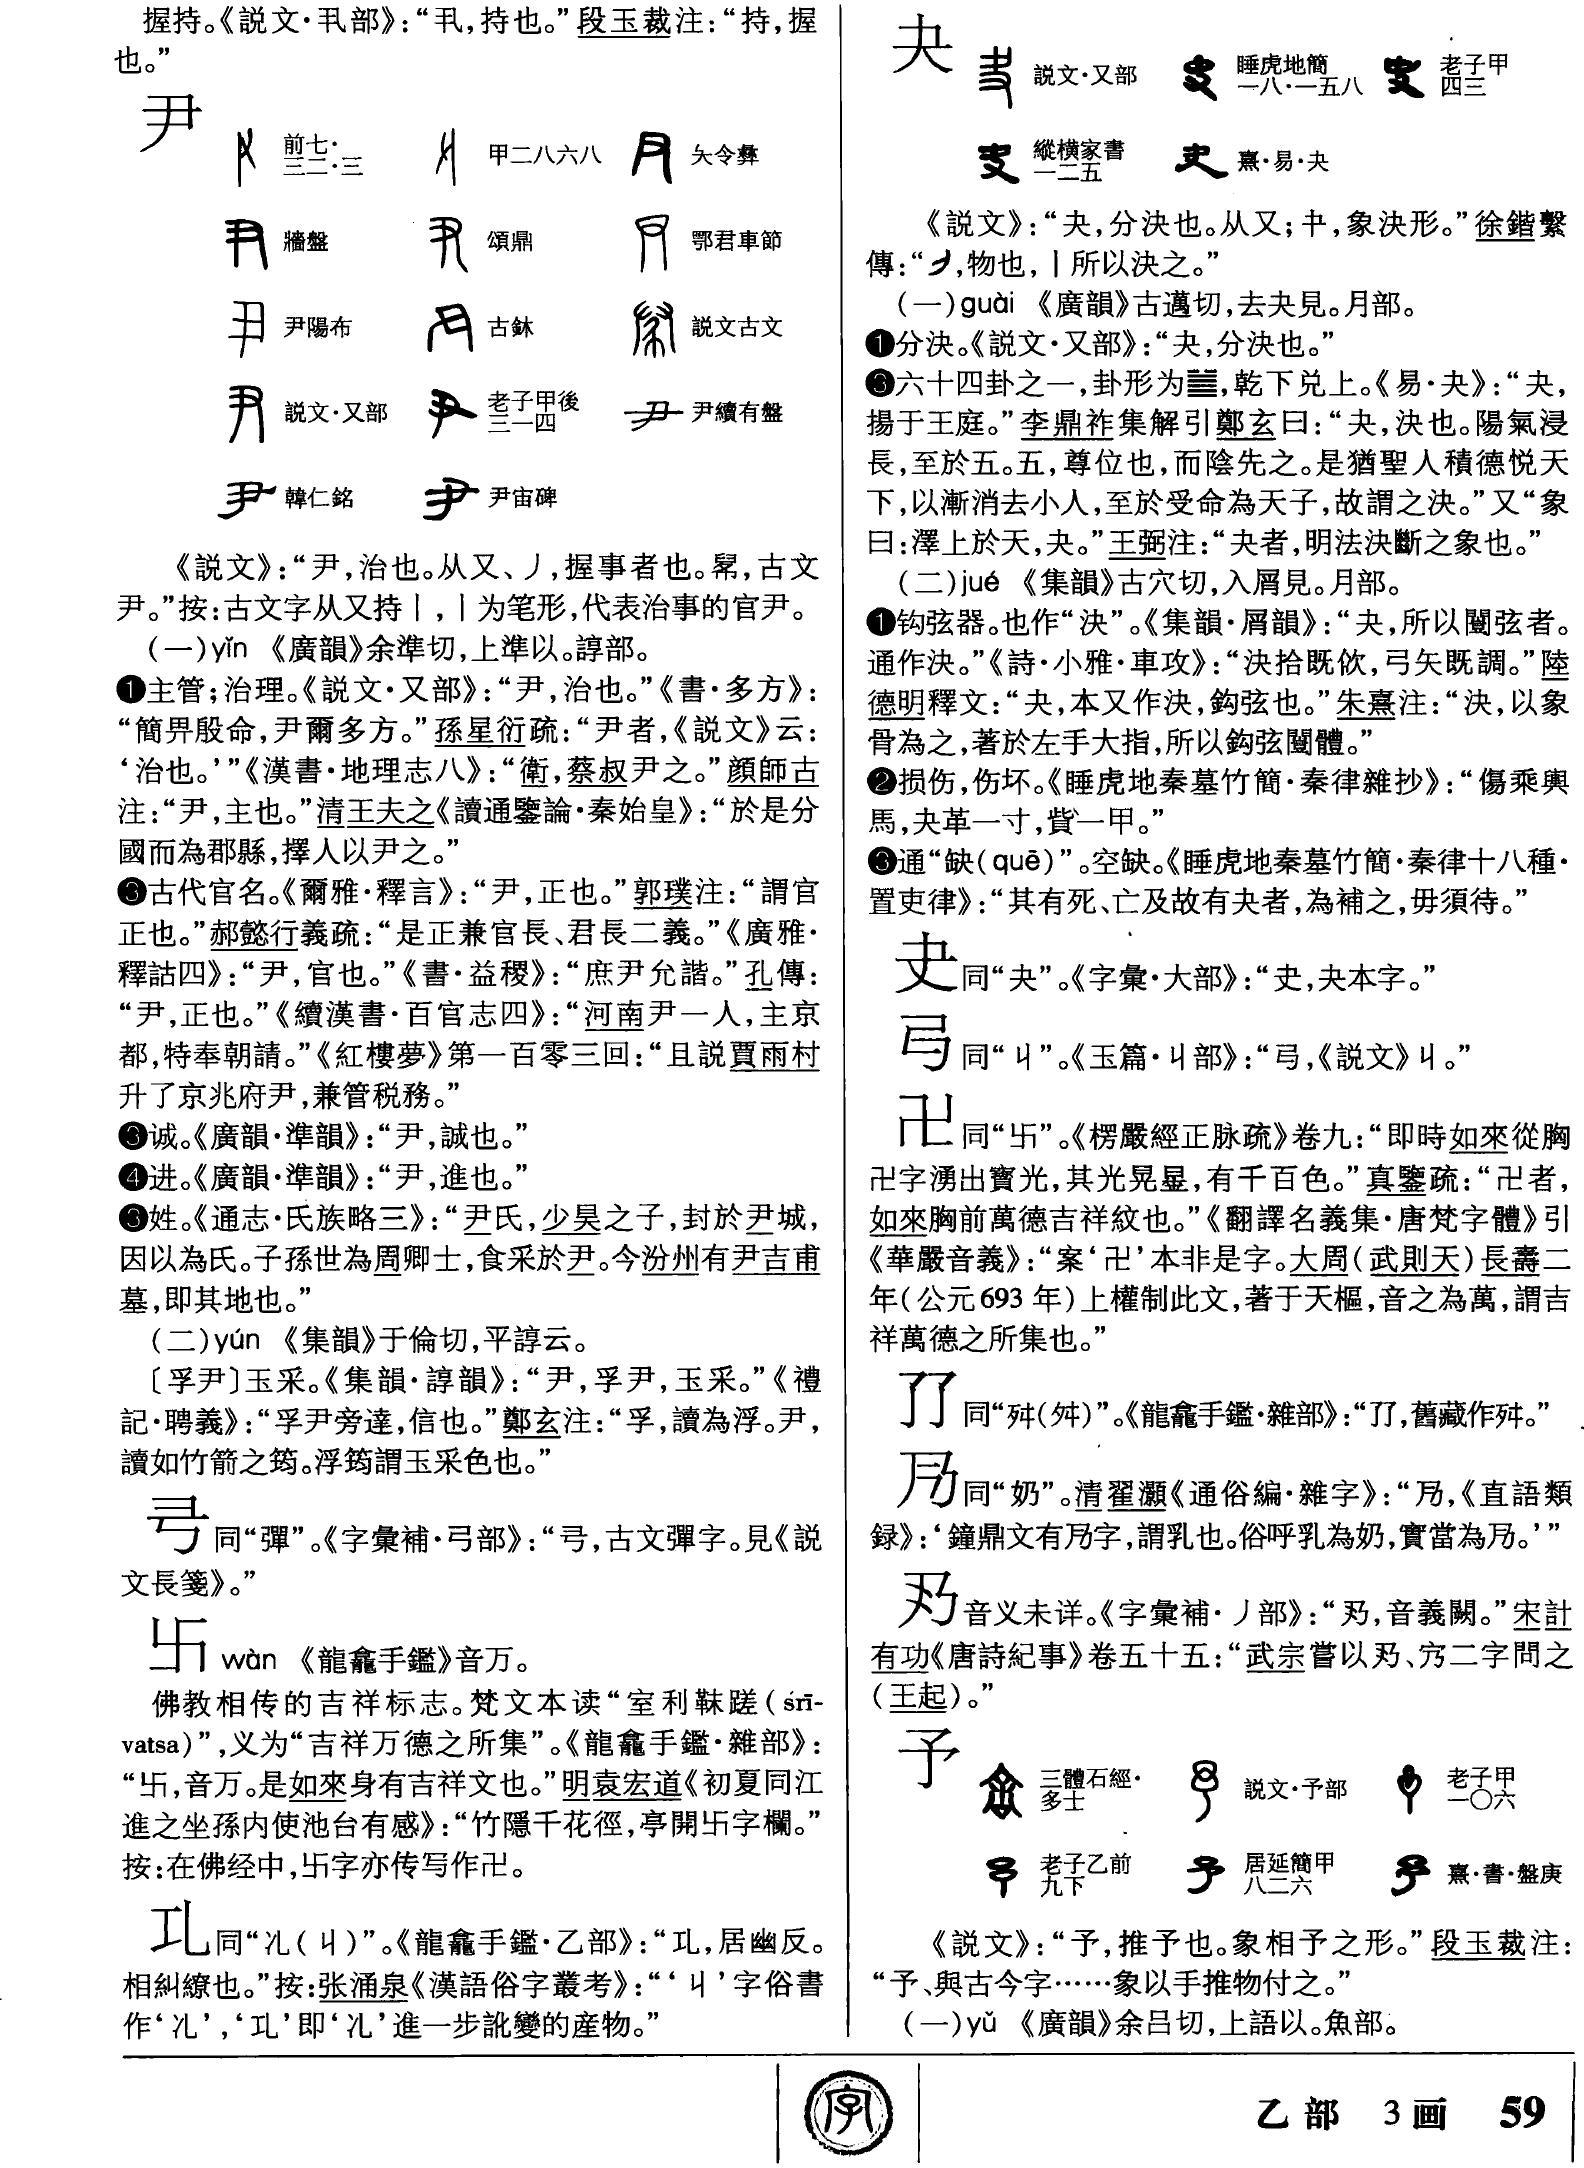 握持。《説文·丮部》：“丮，持也。”段玉裁注：“持，握
也。”
尹
前七·三二·三
甲二八六八
夨令彝
牆盤
頌鼎
鄂君車節
尹陽布
古鉥
説文古文
説文·又部
老子甲後三一四
尹續有盤
韓仁銘
尹宙碑
《説文》：“尹，治也。从又、丿，握事者也。𢁥，古文
尹。”按：古文字从又持丨，丨为笔形，代表治事的官尹。
（一）yǐn 《廣韻》余準切，上準以。諄部。
❶主管；治理。《説文·又部》：“尹，治也。”《書·多方》：
“簡畀殷命，尹爾多方。”孫星衍疏：“尹者，《説文》云：
‘治也。’”《漢書·地理志八》：“衛，蔡叔尹之。”顔師古
注：“尹，主也。”清王夫之《讀通鑒論·秦始皇》：“於是分
國而為郡縣，擇人以尹之。”
❸古代官名。《爾雅·釋言》：“尹，正也。”郭璞注：“謂官
正也。”郝懿行義疏：“是正兼官長、君長二義。”《廣雅·
釋詁四》：“尹，官也。”《書·益稷》：“庶尹允諧。”孔傳：
“尹，正也。”《續漢書·百官志四》：“河南尹一人，主京
都，特奉朝請。”《紅樓夢》第一百零三回：“且説賈雨村
升了京兆府尹，兼管税務。”
❸诚。《廣韻·準韻》：“尹，誠也。”
❹进。《廣韻·準韻》：“尹，進也。”
❸姓。《通志·氏族略三》：“尹氏，少昊之子，封於尹城，
因以為氏。子孫世為周卿士，食采於尹。今汾州有尹吉甫
墓，即其地也。”
（二）yún 《集韻》于倫切，平諄云。
〔孚尹〕玉采。《集韻·諄韻》：“尹，孚尹，玉采。”《禮
記·聘義》：“孚尹旁達，信也。”鄭玄注：“孚，讀為浮。尹，
讀如竹箭之筠。浮筠謂玉采色也。”
同“彈”。《字彙補·弓部》：“，古文彈字。見《説
文長箋》。”
卐 wàn 《龍龕手鑑》音万。
佛教相传的吉祥标志。梵文本读“室利靺蹉（śrī-
vatsa）”，义为“吉祥万德之所集”。《龍龕手鑑·雜部》：
“卐，音万。是如來身有吉祥文也。”明袁宏道《初夏同江
進之坐孫内使池台有感》：“竹隱千花徑，亭開卐字欄。”
按：在佛经中，卐字亦传写作卍。
同“（丩）”。《龍龕手鑑·乙部》：“，居幽反。
相糾繚也。”按：张涌泉《漢語俗字叢考》：“‘丩’字俗書
作‘’，‘’即‘’進一步訛變的産物。”
夬
説文·又部
睡虎地簡一八·一五八
老子甲四三
縱横家書一二五
熹·易·夬
《説文》：“夬，分決也。从又；㐄，象決形。”徐鍇繫
傳：“，物也，丨所以決之。”
（一）guài 《廣韻》古邁切，去夬見。月部。
❶分決。《説文·又部》：“夬，分決也。”
❸六十四卦之一，卦形为䷪，乾下兑上。《易·夬》：“夬，
揚于王庭。”李鼎祚集解引鄭玄曰：“夬，決也。陽氣浸
長，至於五。五，尊位也，而陰先之。是猶聖人積德悦天
下，以漸消去小人，至於受命為天子，故謂之決。”又“象
曰：澤上於天，夬。”王弼注：“夬者，明法決斷之象也。”
（二）jué 《集韻》古穴切，入屑見。月部。
❶钩弦器。也作“決”。《集韻·屑韻》：“夬，所以闓弦者。
通作決。”《詩·小雅·車攻》：“決拾既佽，弓矢既調。”陸
德明釋文：“夬，本又作決，鈎弦也。”朱熹注：“決，以象
骨為之，著於左手大指，所以鈎弦闓體。”
❷损伤，伤坏。《睡虎地秦墓竹簡·秦律雜抄》：“傷乘輿
馬，夬革一寸，貲一甲。”
❸通“缺（quē）”。空缺。《睡虎地秦墓竹簡·秦律十八種·
置吏律》：“其有死、亡及故有夬者，為補之，毋須待。”
同“夬”。《字彙·大部》：“，夬本字。”
同“丩”。《玉篇·丩部》：“，《説文》丩。”
卍同“卐”。《楞嚴經正脉疏》卷九：“即時如來從胸
卍字湧出寶光，其光晃昱，有千百色。”真鑒疏：“卍者，
如來胸前萬德吉祥紋也。”《翻譯名義集·唐梵字體》引
《華嚴音義》：“案‘卍’本非是字。大周（武則天）長壽二
年（公元693年）上權制此文，著于天樞，音之為萬，謂吉
祥萬德之所集也。”
同“（舛）”。《龍龕手鑑·雜部》：“，舊藏作。”
同“奶”。清翟灝《通俗編·雜字》：“，《直語類
録》：‘鐘鼎文有字，謂乳也。俗呼乳為奶，實當為。’”
音义未详。《字彙補·丿部》：“，音義闕。”宋計
有功《唐詩紀事》卷五十五：“武宗嘗以、二字問之
（王起）。”
予
三體石經·多士
説文·予部
老子甲一〇六
老子乙前九下
居延簡甲八二六
熹·書·盤庚
《説文》：“予，推予也。象相予之形。”段玉裁注：
“予、與古今字……象以手推物付之。”
（一）yǔ 《廣韻》余吕切，上語以。魚部。
字
乙部 3画 59